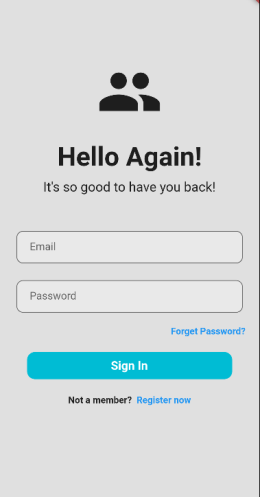 Hello Again!
It's so good to have you back!
Email
Password
Forget Password?
Sign In
Not a member? Register now